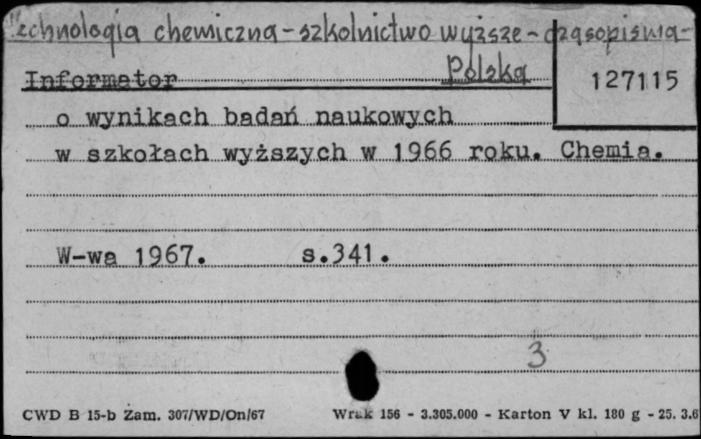 Technologia chemiczna - szkolnictwo wyższe - czasopisma -
Polska
Informator
127115
o wynikach badań naukowych
w szkołach wyższych w 1966 roku. Chemia.
W-wa 1967. s.341.
3
CWD B 15-b Zam. 307/WD/On/67 Wrak 156 - 3.305.000 - Karton V kl. 180 g - 25. 3.6